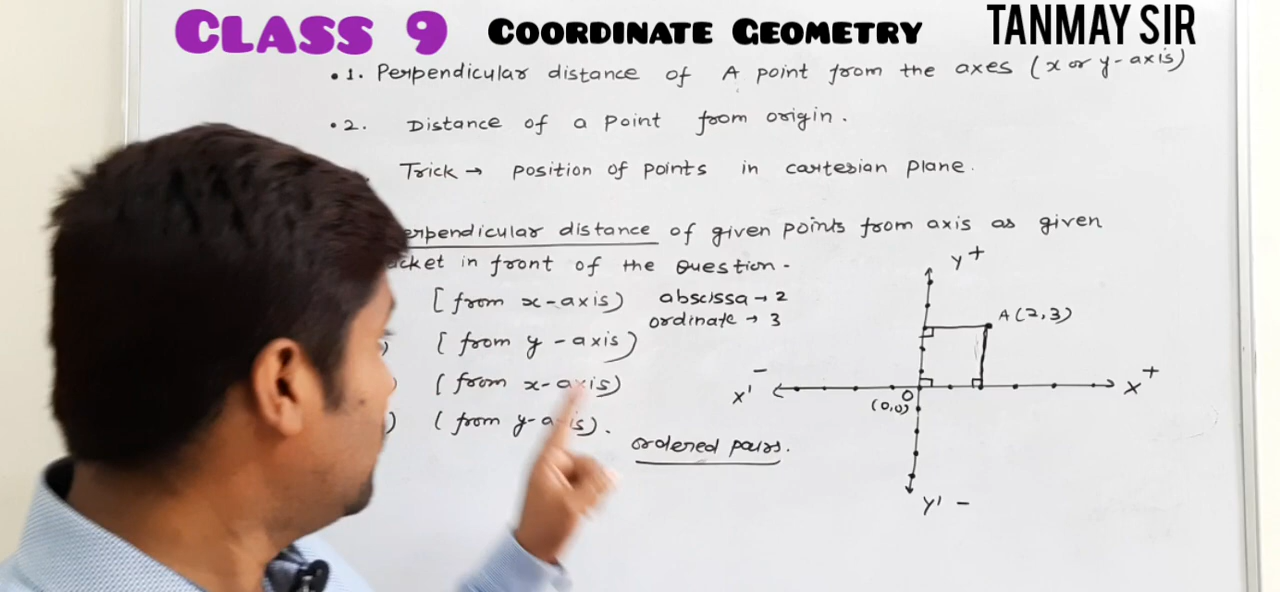 CLASS 9 COORDINATE GEOMETRY TANMAY SIR
• 1. Perpendicular distance of A point from the axes (x or y-axis)
• 2. Distance of a point from origin.
Trick → position of points in cartesian plane.
erpendicular distance of given points from axis as given
cket in front of the question -
[from x-axis)
abscissa → 2
ordinate → 3
) [from y-axis)
) (from x-axis)
) (from y-axis).
ordered pairs.
y+
A(2,3)
x' −
O
(0,0)
x+
y' −